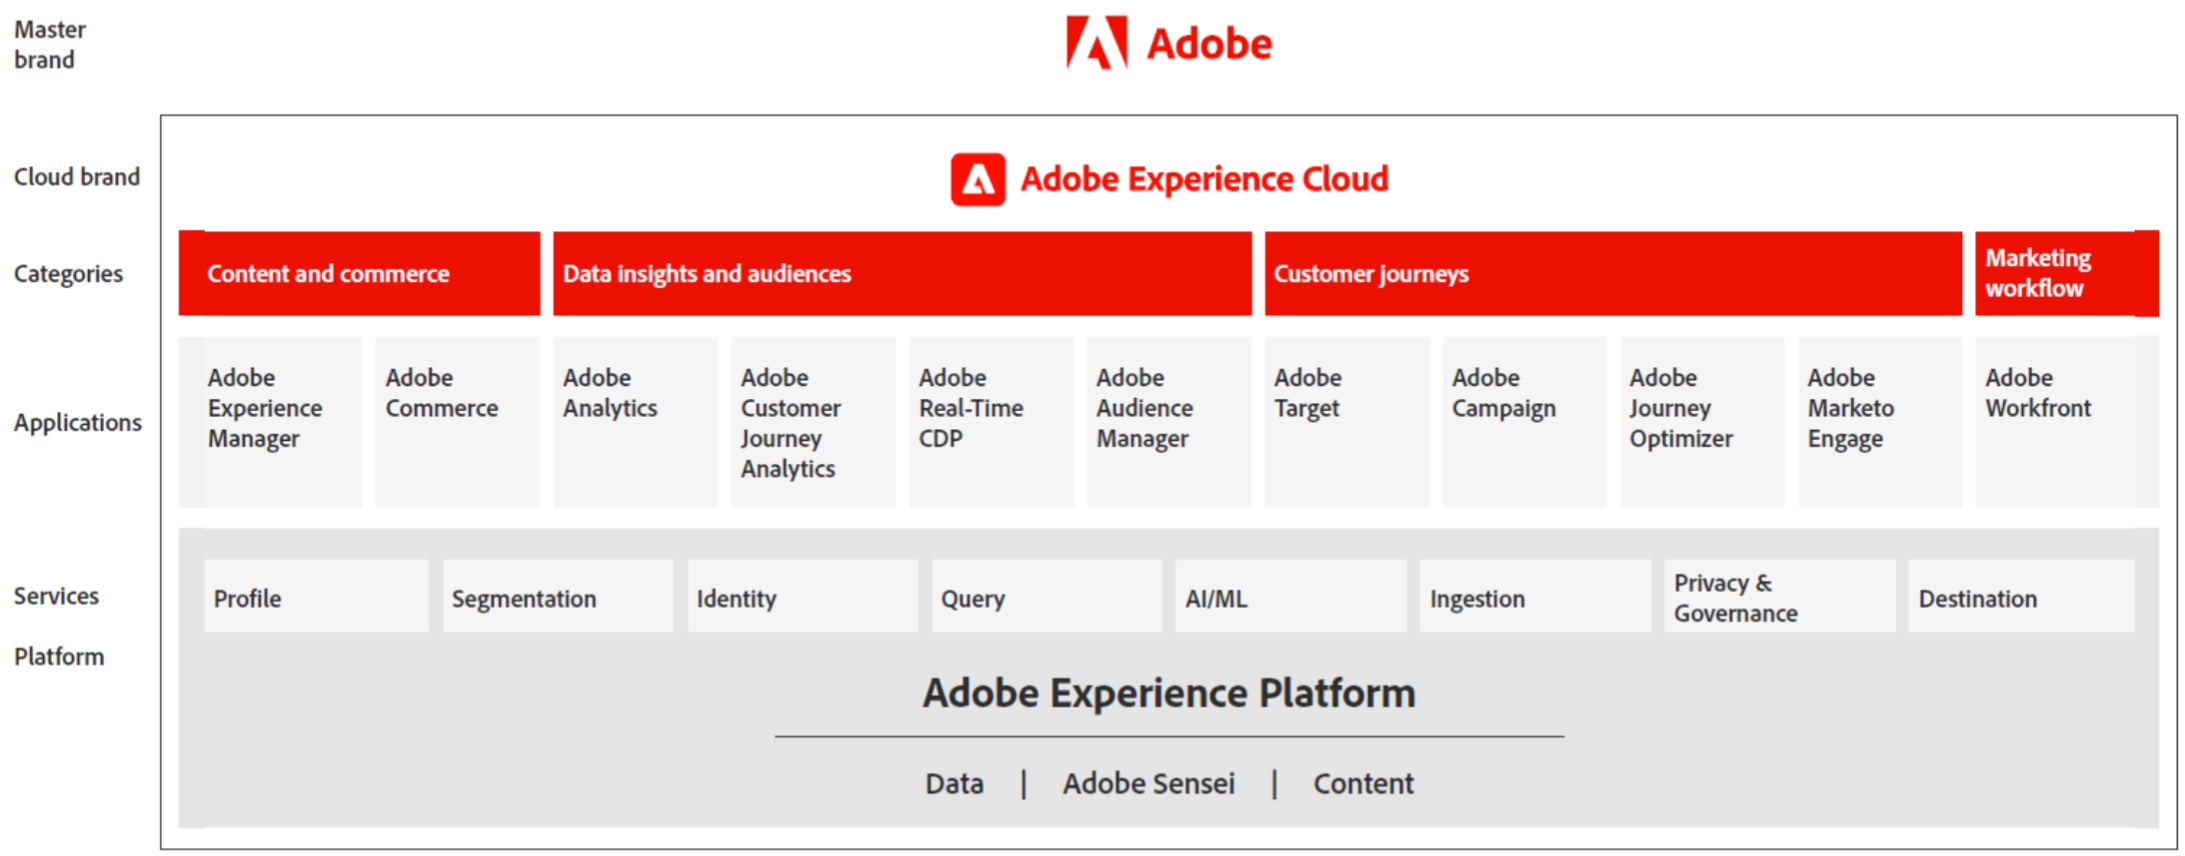 Master
brand
Adobe
Cloud brand
Adobe Experience Cloud
Categories
Content and commerce
Data insights and audiences
Customer journeys
Marketing
workflow
Applications
Adobe
Experience
Manager
Adobe
Commerce
Adobe
Analytics
Adobe
Customer
Journey
Analytics
Adobe
Real-Time
CDP
Adobe
Audience
Manager
Adobe
Target
Adobe
Campaign
Adobe
Journey
Optimizer
Adobe
Marketo
Engage
Adobe
Workfront
Services
Profile
Segmentation
Identity
Query
AI/ML
Ingestion
Privacy &
Governance
Destination
Platform
Adobe Experience Platform
Data | Adobe Sensei | Content